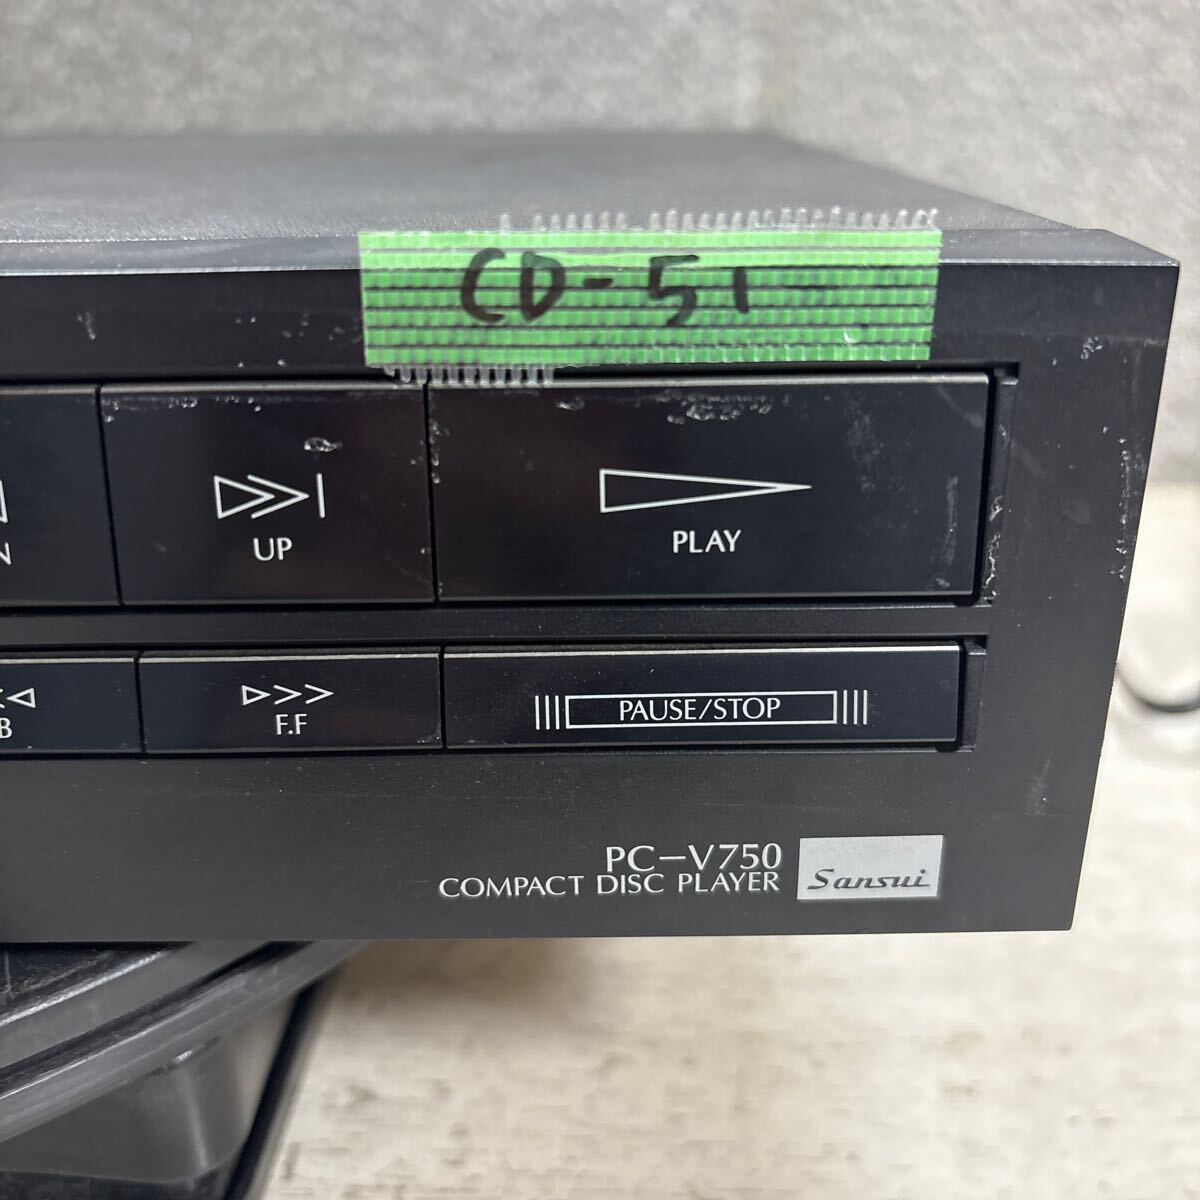 CD-51
UP
PLAY
F.F
PAUSE/STOP
PC-V750
COMPACT DISC PLAYER
Sansui